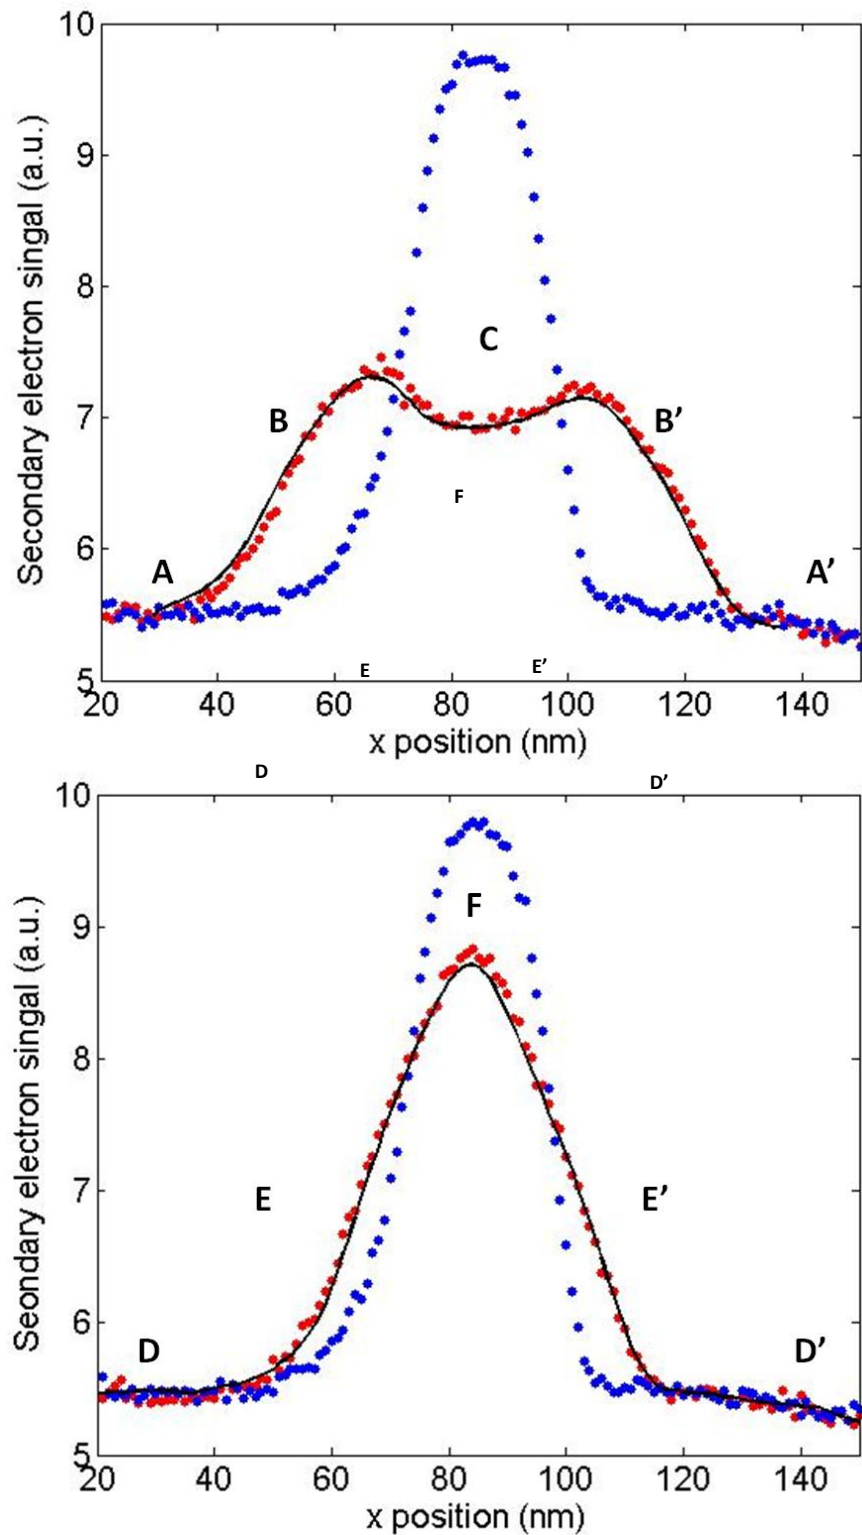 10
9
8
7
6
5
Secondary electron singal (a.u.)
C
B
B’
F
A
A’
E
E’
20 40 60 80 100 120 140
x position (nm)
D
D’
10
9
8
7
6
5
Seondary electron singal (a.u.)
F
E
E’
D
D’
20 40 60 80 100 120 140
x position (nm)